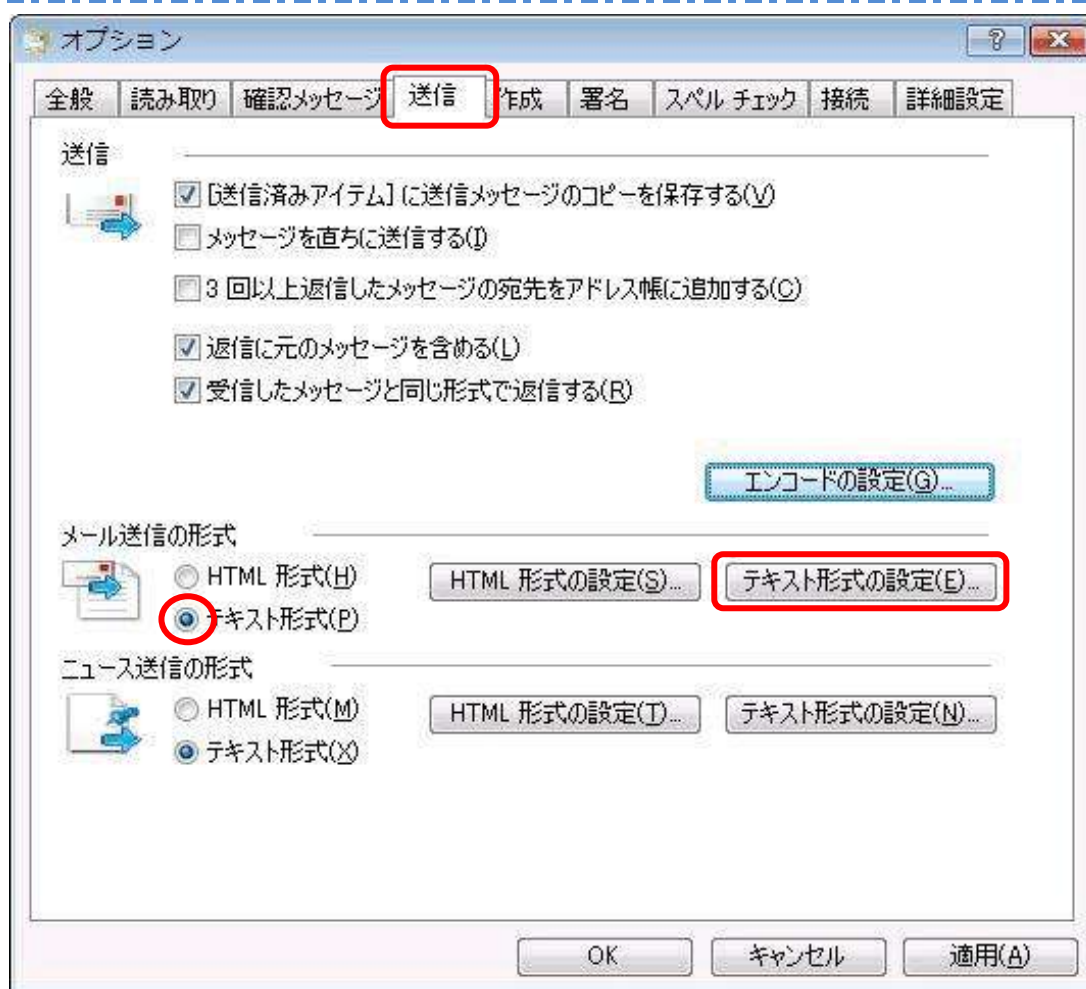 オプション
全般 読み取り 確認メッセージ 送信 作成 署名 スペル チェック 接続 詳細設定
送信
[送信済みアイテム] に送信メッセージのコピーを保存する(V)
メッセージを直ちに送信する(I)
3 回以上返信したメッセージの宛先をアドレス帳に追加する(C)
返信に元のメッセージを含める(L)
受信したメッセージと同じ形式で返信する(R)
エンコードの設定(G)...
メール送信の形式
HTML 形式(H) HTML 形式の設定(S)... テキスト形式の設定(E)...
テキスト形式(P)
ニュース送信の形式
HTML 形式(M) HTML 形式の設定(T)... テキスト形式の設定(N)...
テキスト形式(X)
OK キャンセル 適用(A)